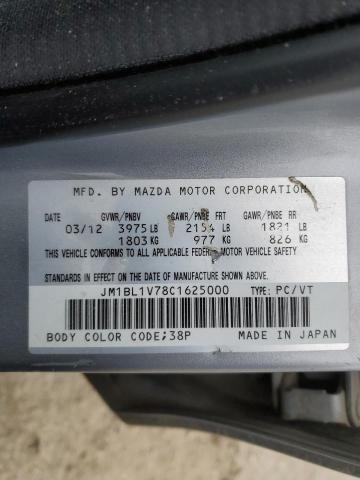 MFD. BY MAZDA MOTOR CORPORATION
DATE GVWR/PNBV GAWR/PNBE FRT GAWR/PNBE RR
03/12 3975 LB 2154 LB 1821 LB
1803 KG 977 KG 826 KG
THIS VEHICLE CONFORMS TO ALL APPLICABLE FEDERAL MOTOR VEHICLE SAFETY
STANDARDS IN EFFECT ON THE DATE OF MANUFACTURE SHOWN ABOVE.
JM1BL1V78C1625000 TYPE: PC/VT
BODY COLOR CODE;38P MADE IN JAPAN